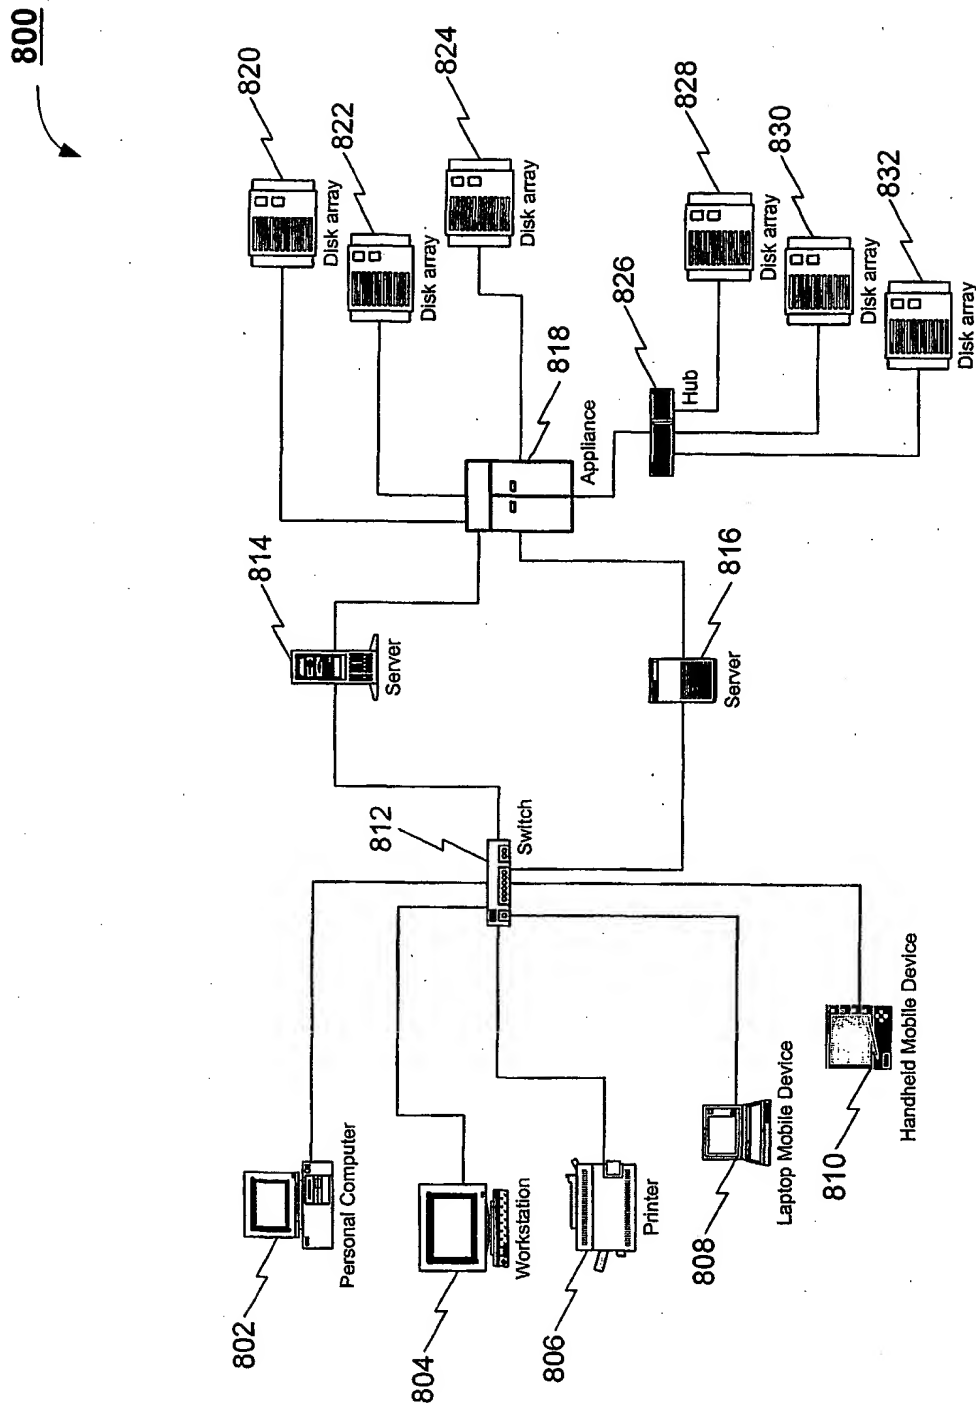 800
802
Personal Computer
804
Workstation
806
Printer
808
Laptop Mobile Device
810
Handheld Mobile Device
812
Switch
814
Server
816
Server
818
Appliance
820
Disk array
822
Disk array
824
Disk array
826
Hub
828
Disk array
830
Disk array
832
Disk array